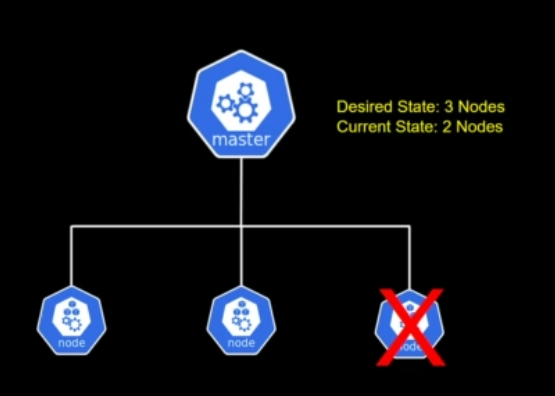 master
Desired State: 3 Nodes
Current State: 2 Nodes
node
node
node